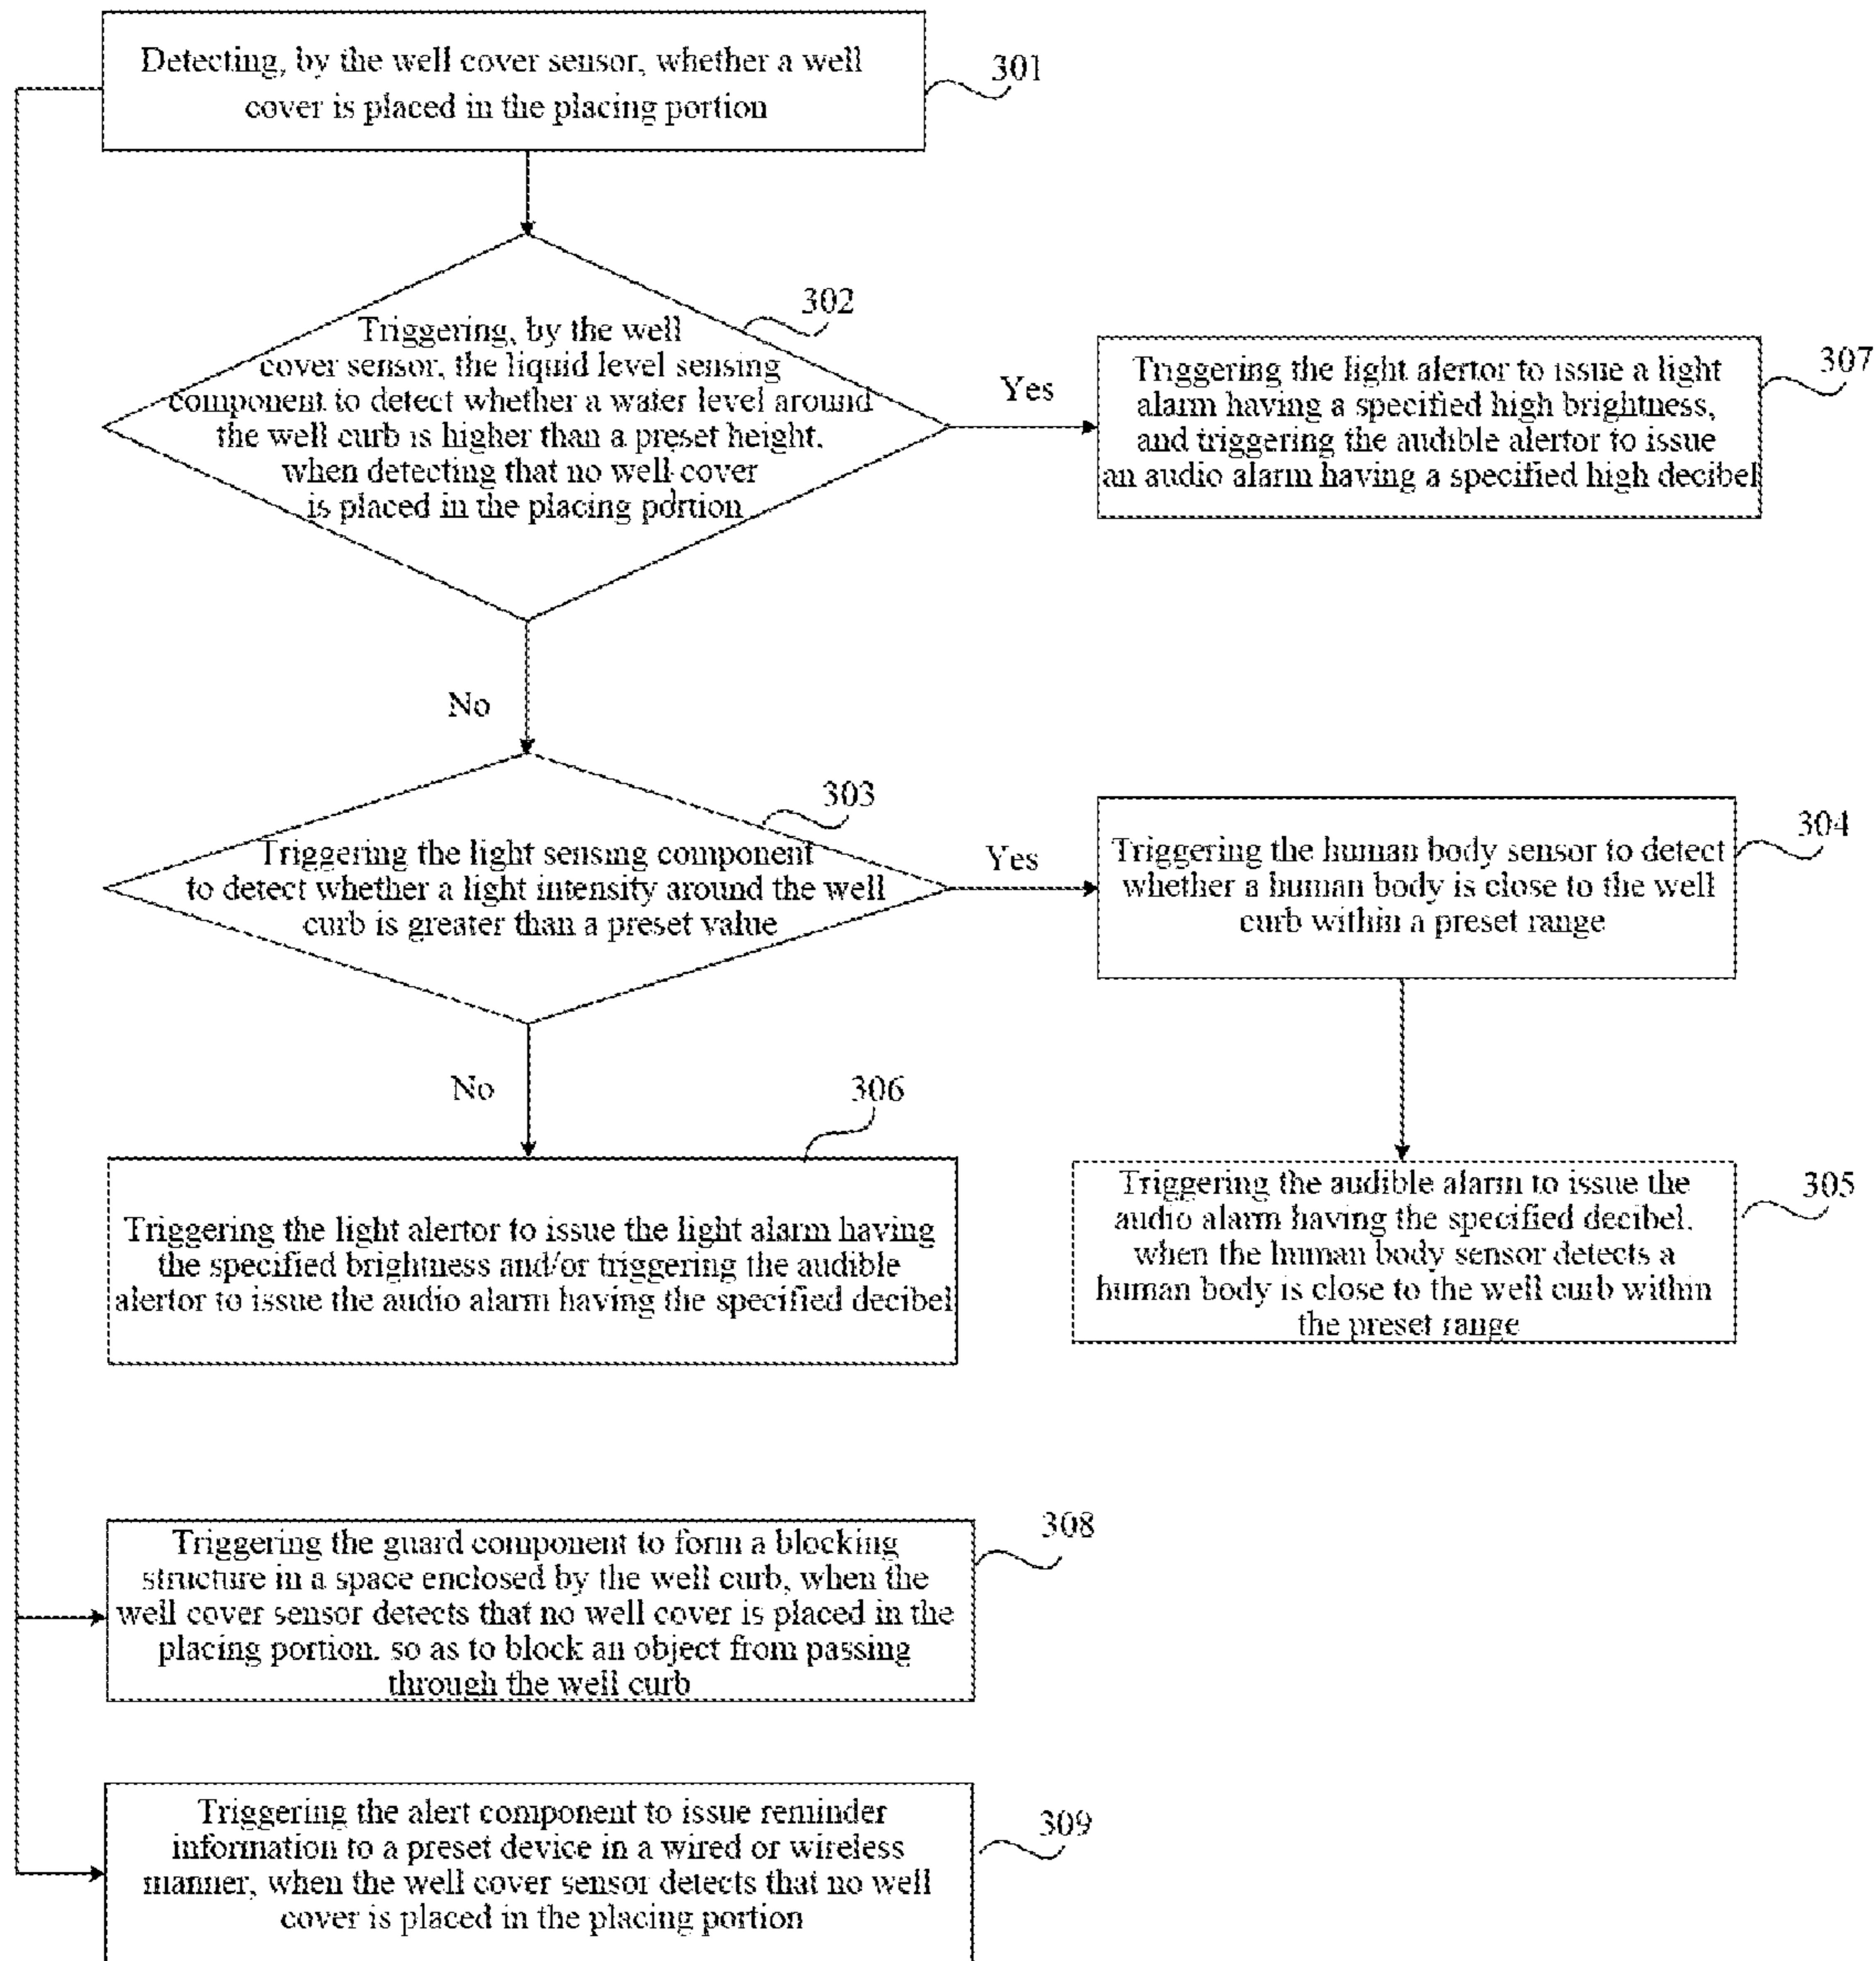 Detecting, by the well cover sensor, whether a well
cover is placed in the placing portion
301
302
Triggering, by the well
cover sensor, the liquid level sensing
component to detect whether a water level around
the well curb is higher than a preset height,
when detecting that no well cover
is placed in the placing portion
Yes
307
Triggering the light alertor to issue a light
alarm having a specified high brightness,
and triggering the audible alertor to issue
an audio alarm having a specified high decibel
No
303
Triggering the light sensing component
to detect whether a light intensity around the well
curb is greater than a preset value
Yes
304
Triggering the human body sensor to detect
whether a human body is close to the well
curb within a preset range
No
306
Triggering the light alertor to issue the light alarm having
the specified brightness and/or triggering the audible
alertor to issue the audio alarm having the specified decibel
305
Triggering the audible alarm to issue the
audio alarm having the specified decibel,
when the human body sensor detects a
human body is close to the well curb within
the preset range
308
Triggering the guard component to form a blocking
structure in a space enclosed by the well curb, when the
well cover sensor detects that no well cover is placed in the
placing portion, so as to block an object from passing
through the well curb
309
Triggering the alert component to issue reminder
information to a preset device in a wired or wireless
manner, when the well cover sensor detects that no well
cover is placed in the placing portion